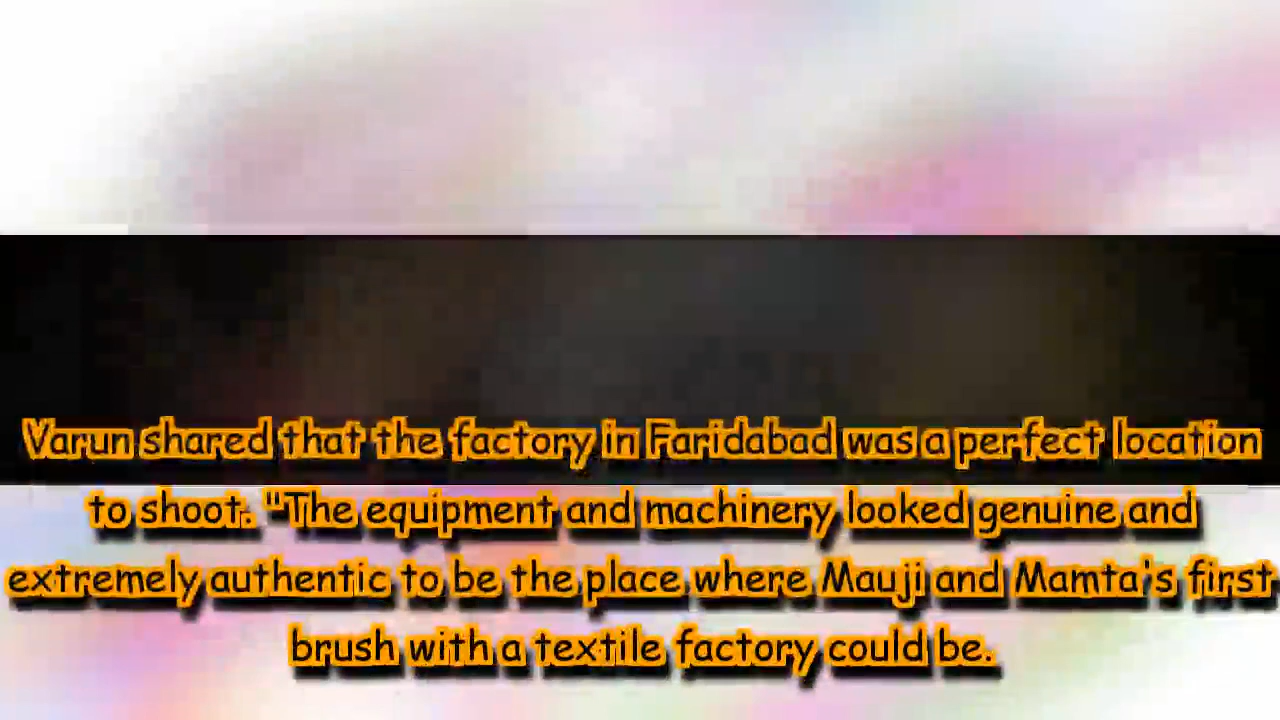 Varun shared that the factory in Faridabad was a perfect location
to shoot. "The equipment and machinery looked genuine and
extremely authentic to be the place where Mauji and Mamta's first
brush with a textile factory could be.